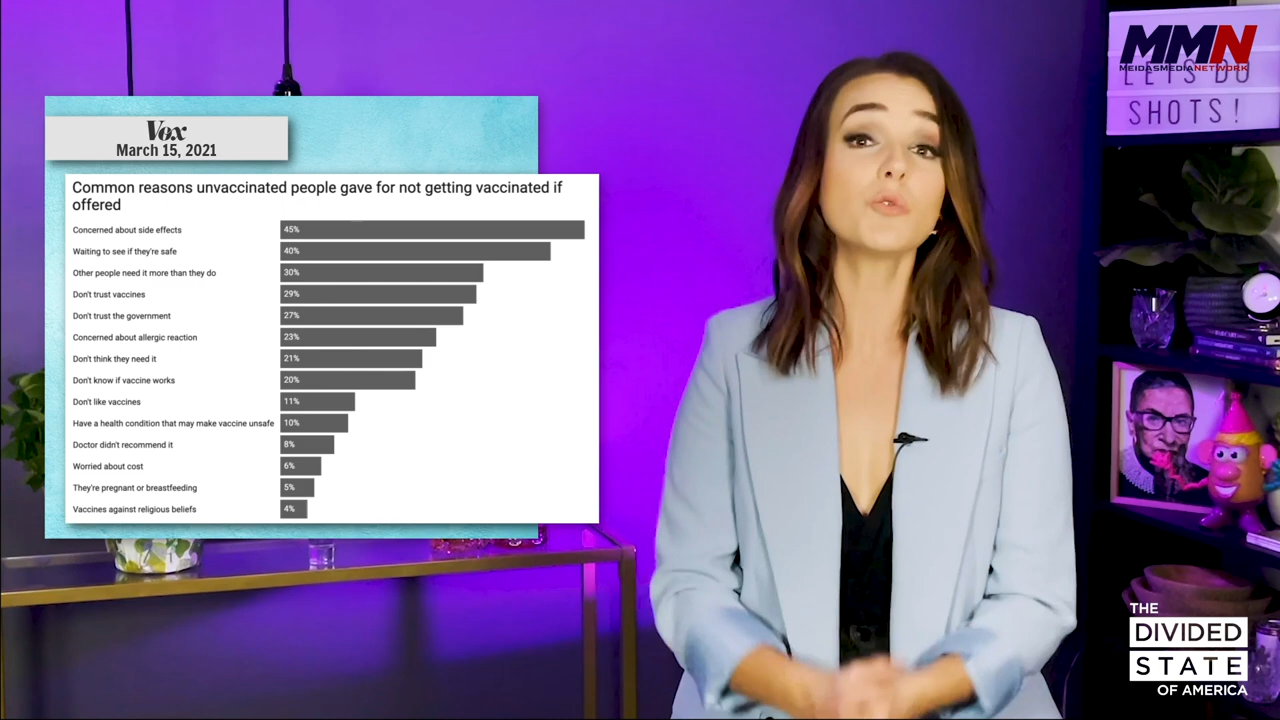 Vox
March 15, 2021
Common reasons unvaccinated people gave for not getting vaccinated if
offered
Concerned about side effects 45%
Waiting to see if they're safe 40%
Other people need it more than they do 30%
Don't trust vaccines 29%
Don't trust the government 27%
Concerned about allergic reaction 23%
Don't think they need it 21%
Don't know if vaccine works 20%
Don't like vaccines 11%
Have a health condition that may make vaccine unsafe 10%
Doctor didn't recommend it 8%
Worried about cost 6%
They're pregnant or breastfeeding 5%
Vaccines against religious beliefs 4%
MMN
MEIDASMEDIANETWORK
LETS DO
SHOTS!
THE
DIVIDED
STATE
OF AMERICA